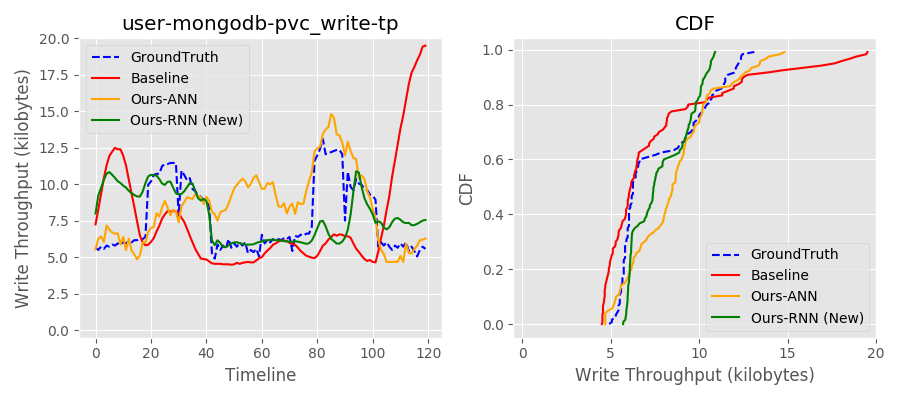 user-mongodb-pvc_write-tp
Write Throughput (kilobytes)
20.0
17.5
15.0
12.5
10.0
7.5
5.0
2.5
0.0
GroundTruth
Baseline
Ours-ANN
Ours-RNN (New)
0 20 40 60 80 100 120
Timeline
CDF
CDF
1.0
0.8
0.6
0.4
0.2
0.0
GroundTruth
Baseline
Ours-ANN
Ours-RNN (New)
0 5 10 15 20
Write Throughput (kilobytes)